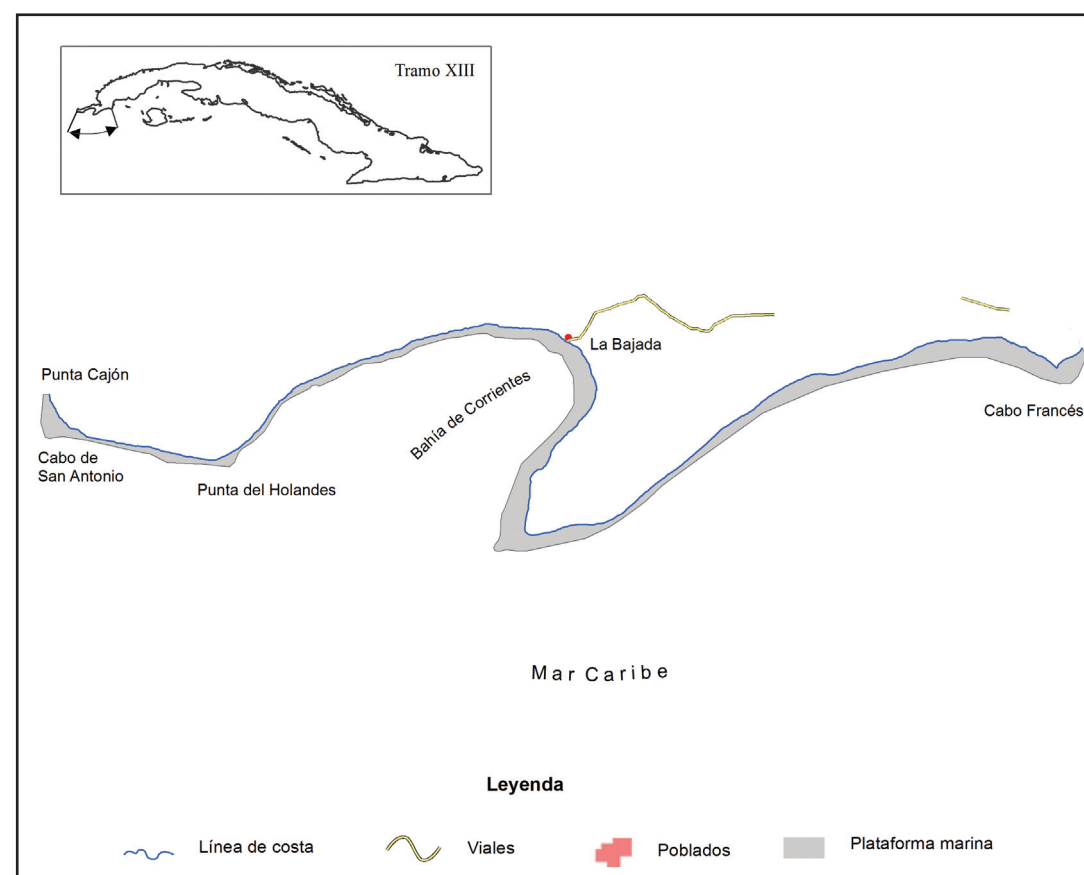 Tramo XIII
La Bajada
Punta Cajón
Bahía de Corrientes
Cabo Francés
Cabo de
San Antonio
Punta del Holandes
Mar Caribe
Leyenda
Línea de costa
Viales
Poblados
Plataforma marina